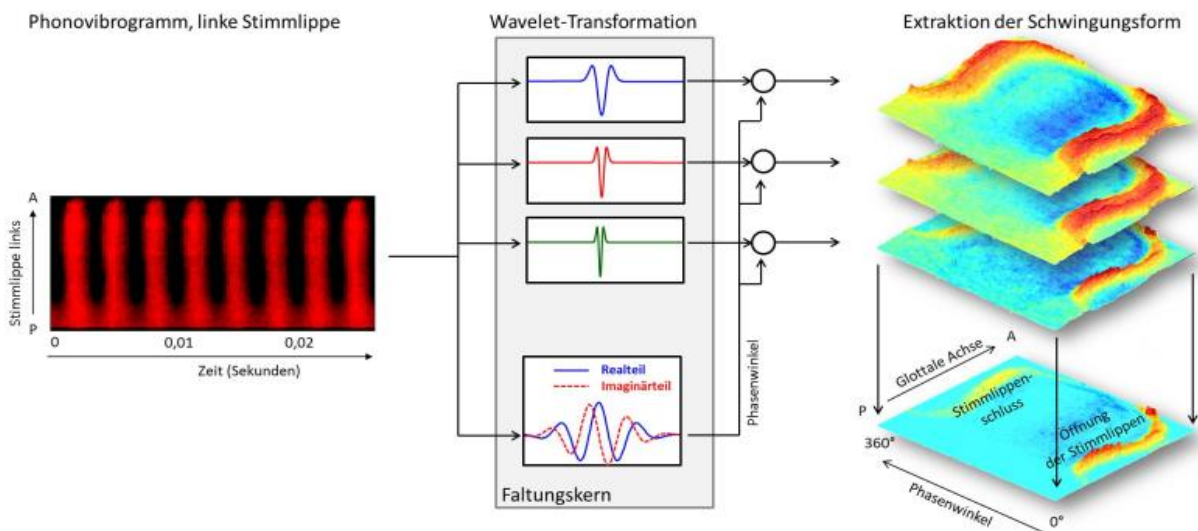 Phonovibrogramm, linke Stimmlippe
Wavelet-Transformation
Extraktion der Schwingungsform
A
Stimmlippe links
P
0
0,01
0,02
Zeit (Sekunden)
Realteil
Imaginärteil
Faltungskern
Phasenwinkel
Glottale Achse
A
P
Stimmlippen-
schluss
Öffnung
der Stimmlippen
360°
Phasenwinkel
0°